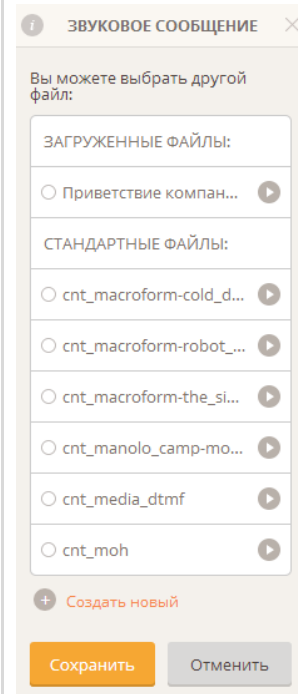 ЗВУКОВОЕ СООБЩЕНИЕ
Вы можете выбрать другой
файл:
ЗАГРУЖЕННЫЕ ФАЙЛЫ:
Приветствие компан...
СТАНДАРТНЫЕ ФАЙЛЫ:
cnt_macroform-cold_d...
cnt_macroform-robot_...
cnt_macroform-the_si...
cnt_manolo_camp-mo...
cnt_media_dtmf
cnt_moh
Создать новый
Сохранить Отменить